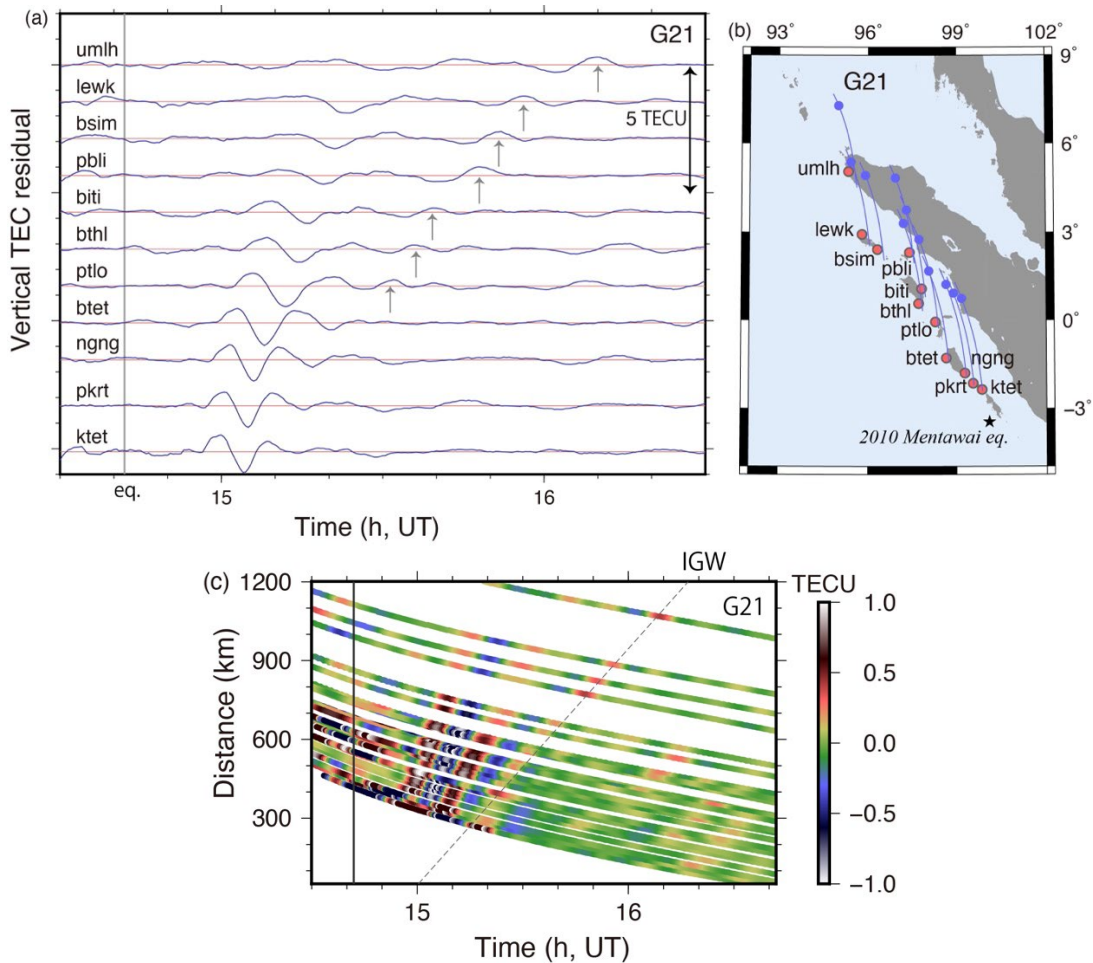 (a)
G21
Vertical TEC residual
umlh
lewk
bsim
pbli
biti
bthl
ptlo
btet
ngng
pkrt
ktet
5 TECU
eq.
15
16
Time (h, UT)
(b)
93°
96°
99°
102°
9°
6°
3°
0°
−3°
G21
umlh
lewk
bsim
pbli
biti
bthl
ptlo
btet
ngng
pkrt
ktet
2010 Mentawai eq.
(c)
IGW
G21
TECU
1200
900
600
300
Distance (km)
15
16
Time (h, UT)
1.0
0.5
0.0
−0.5
−1.0